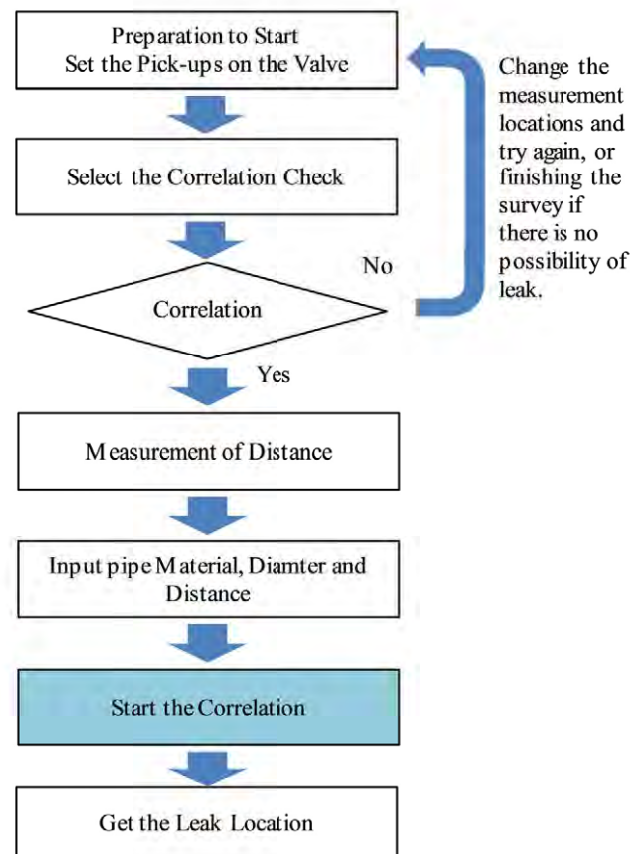 Preparation to Start
Set the Pick-ups on the Valve
Change the
measurement
locations and
try again, or
finishing the
survey if
there is no
possibility of
leak.
Select the Correlation Check
No
Correlation
Yes
Measurement of Distance
Input pipe Material, Diamter and
Distance
Start the Correlation
Get the Leak Location